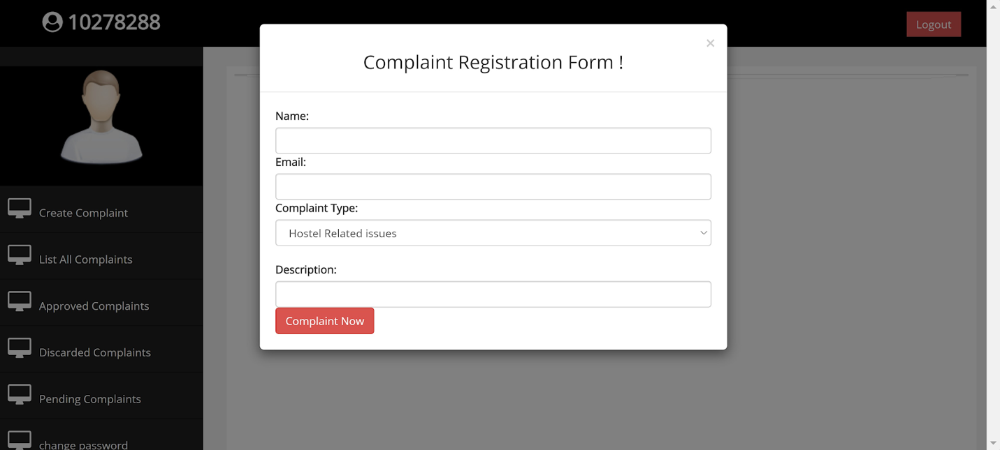 10278288
Logout
×
Complaint Registration Form !
Name:
Email:
Complaint Type:
Hostel Related issues
Description:
Complaint Now
Create Complaint
List All Complaints
Approved Complaints
Discarded Complaints
Pending Complaints
change password